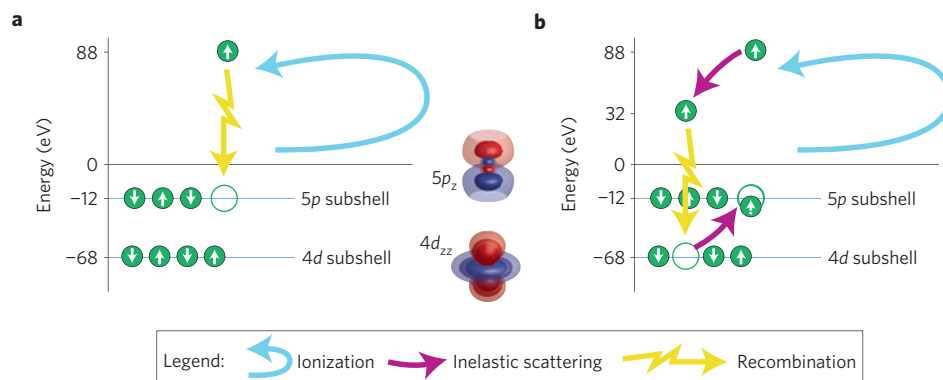 a
88
0
−12
−68
Energy (eV)
5p subshell
4d subshell
5pz
4dzz
b
88
32
0
−12
−68
Energy (eV)
5p subshell
4d subshell
Legend: Ionization Inelastic scattering Recombination